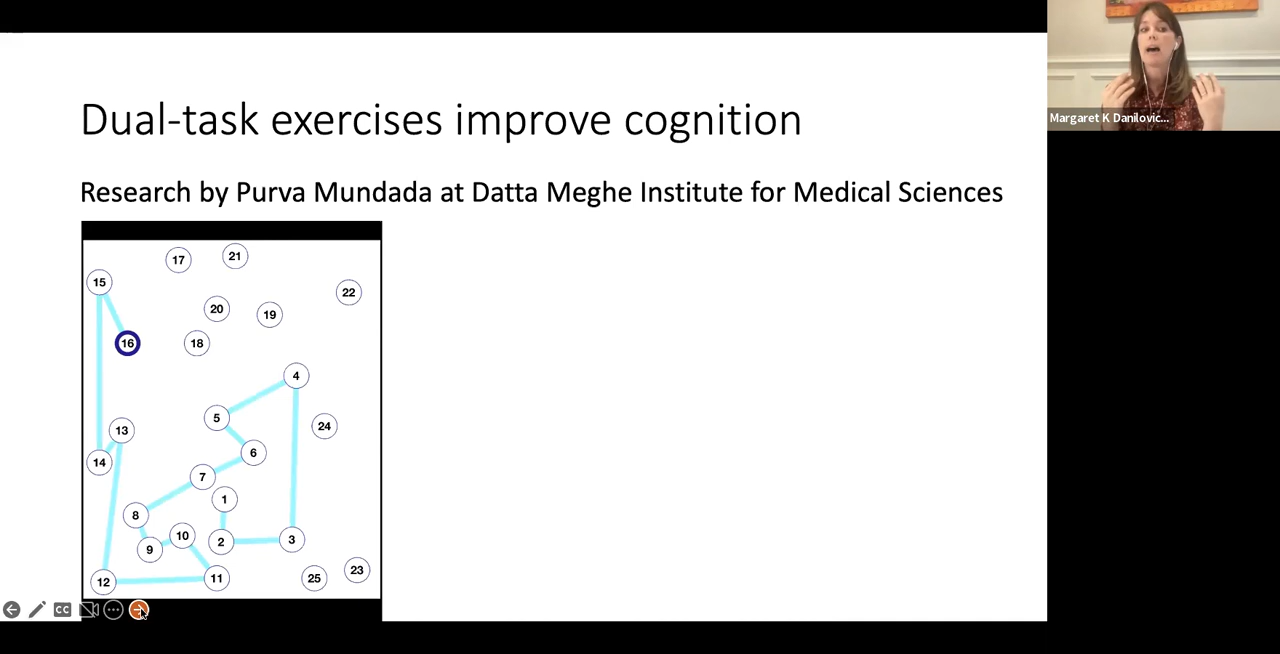 Dual-task exercises improve cognition
Margaret K Danilovic...
Research by Purva Mundada at Datta Meghe Institute for Medical Sciences
17 21
15
22
20 19
16 18
4
5 24
13
6
14
7
1
8
10 2 3
9
23
12 11 25
CC